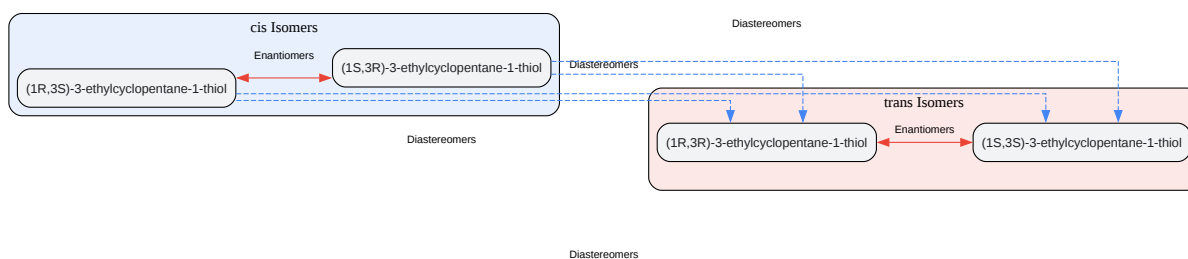 Diastereomers
cis Isomers
Enantiomers
(1R,3S)-3-ethylcyclopentane-1-thiol
(1S,3R)-3-ethylcyclopentane-1-thiol
Diastereomers
trans Isomers
Diastereomers
(1R,3R)-3-ethylcyclopentane-1-thiol
Enantiomers
(1S,3S)-3-ethylcyclopentane-1-thiol
Diastereomers